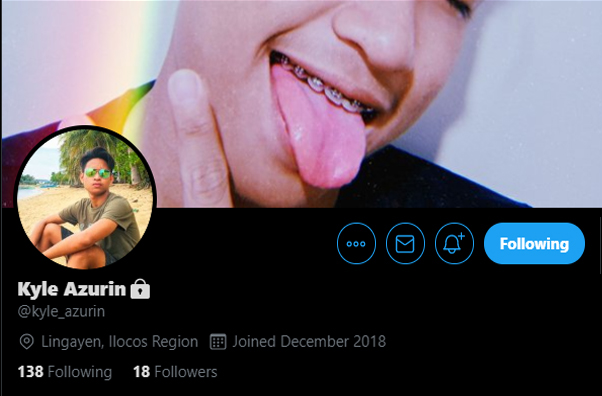 Following
Kyle Azurin
@kyle_azurin
Lingayen, Ilocos Region Joined December 2018
138 Following 18 Followers